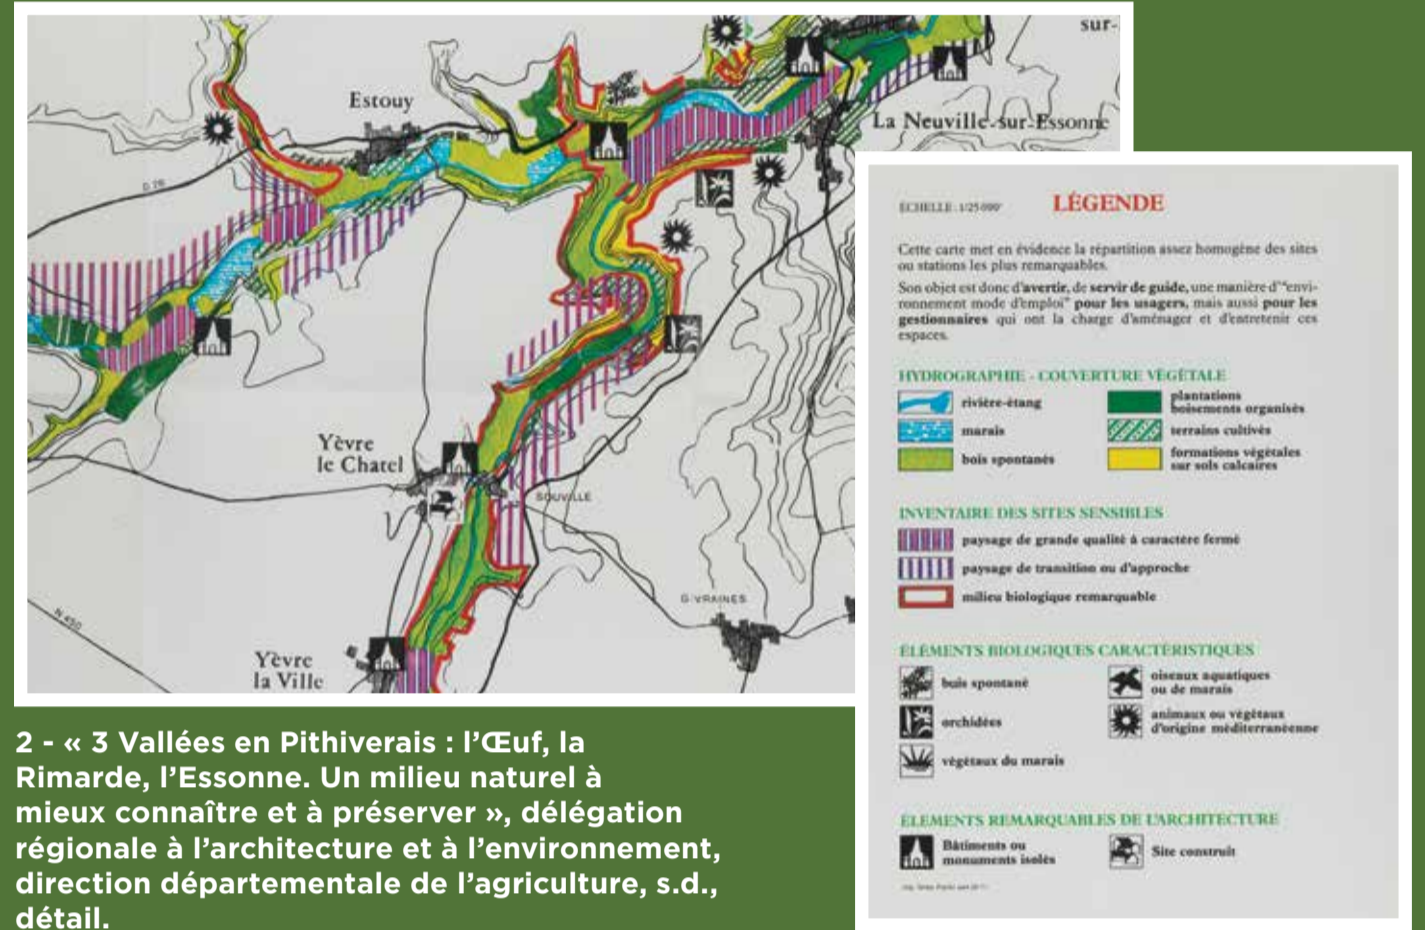 sur-
Estouy
La Neuville-sur-Essonne
D 26
Yèvre
le Chatel
SOUVILLE
G·VRAINES
N 450
Yèvre
la Ville
ÉCHELLE : 1/25 000e
LÉGENDE
Cette carte met en évidence la répartition assez homogène des sites
ou stations les plus remarquables.
Son objet est donc d'avertir, de servir de guide, une manière d'"envi-
ronnement mode d'emploi" pour les usagers, mais aussi pour les
gestionnaires qui ont la charge d'aménager et d'entretenir ces
espaces.
HYDROGRAPHIE - COUVERTURE VÉGÉTALE
rivière-étang
marais
bois spontanés
plantations
boisements organisés
terrains cultivés
formations végétales
sur sols calcaires
INVENTAIRE DES SITES SENSIBLES
paysage de grande qualité à caractère fermé
paysage de transition ou d'approche
milieu biologique remarquable
ÉLÉMENTS BIOLOGIQUES CARACTÉRISTIQUES
buis spontané
orchidées
végétaux du marais
oiseaux aquatiques
ou de marais
animaux ou végétaux
d'origine méditerranéenne
ÉLÉMENTS REMARQUABLES DE L'ARCHITECTURE
Bâtiments ou
monuments isolés
Site construit
2 - « 3 Vallées en Pithiverais : l'Œuf, la
Rimarde, l'Essonne. Un milieu naturel à
mieux connaître et à préserver », délégation
régionale à l'architecture et à l'environnement,
direction départementale de l'agriculture, s.d.,
détail.